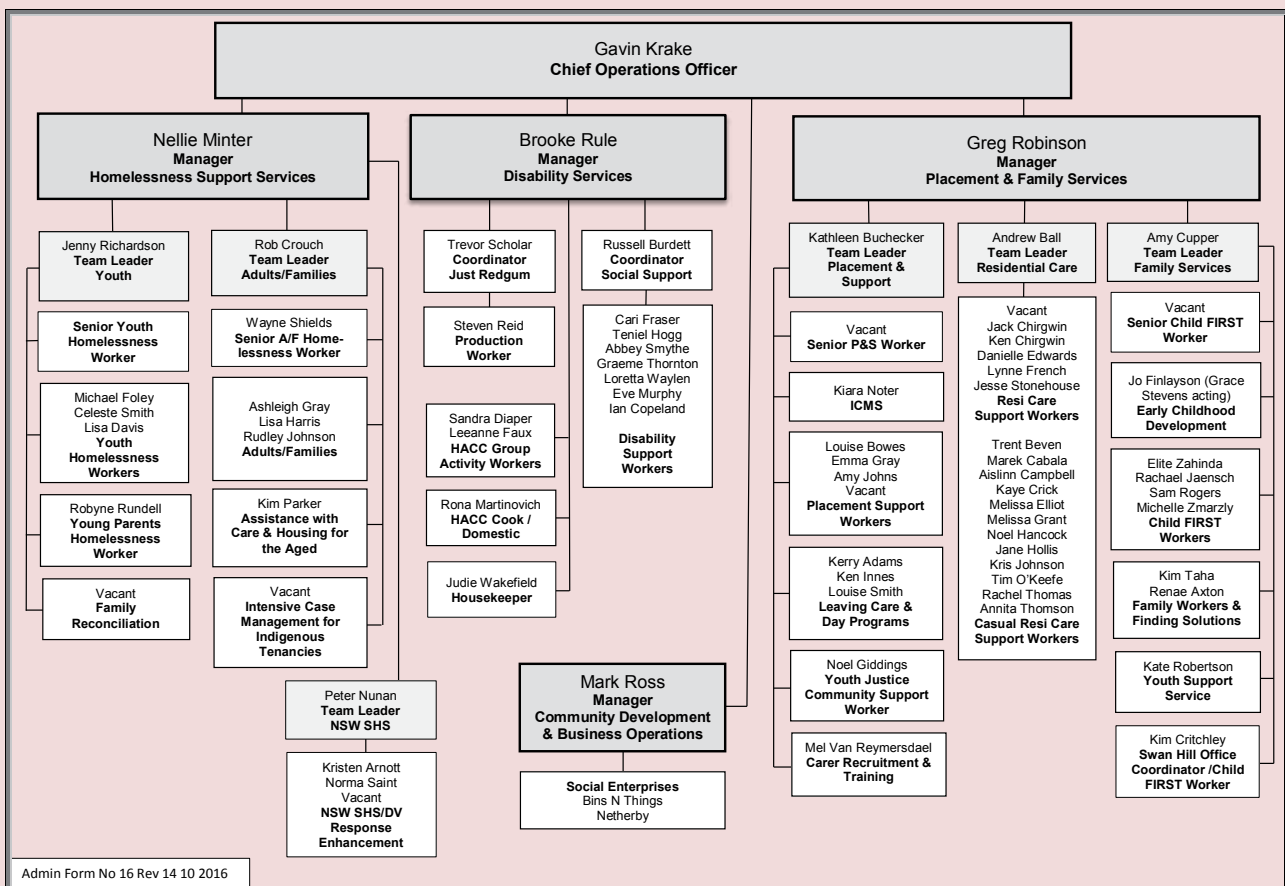 Gavin Krake
Chief Operations Officer
Nellie Minter
Manager
Homelessness Support Services
Brooke Rule
Manager
Disability Services
Greg Robinson
Manager
Placement & Family Services
Jenny Richardson
Team Leader
Youth
Senior Youth
Homelessness
Worker
Michael Foley
Celeste Smith
Lisa Davis
Youth
Homelessness
Workers
Robyne Rundell
Young Parents
Homelessness
Worker
Vacant
Family
Reconciliation
Rob Crouch
Team Leader
Adults/Families
Wayne Shields
Senior A/F Home-
lessness Worker
Ashleigh Gray
Lisa Harris
Rudley Johnson
Adults/Families
Kim Parker
Assistance with
Care & Housing for
the Aged
Vacant
Intensive Case
Management for
Indigenous
Tenancies
Peter Nunan
Team Leader
NSW SHS
Kristen Arnott
Norma Saint
Vacant
NSW SHS/DV
Response
Enhancement
Trevor Scholar
Coordinator
Just Redgum
Steven Reid
Production
Worker
Sandra Diaper
Leeanne Faux
HACC Group
Activity Workers
Rona Martinovich
HACC Cook /
Domestic
Judie Wakefield
Housekeeper
Russell Burdett
Coordinator
Social Support
Cari Fraser
Teniel Hogg
Abbey Smythe
Graeme Thornton
Loretta Waylen
Eve Murphy
Ian Copeland
Disability
Support
Workers
Mark Ross
Manager
Community Development
& Business Operations
Social Enterprises
Bins N Things
Netherby
Kathleen Buchecker
Team Leader
Placement &
Support
Vacant
Senior P&S Worker
Kiara Noter
ICMS
Louise Bowes
Emma Gray
Amy Johns
Vacant
Placement Support
Workers
Kerry Adams
Ken Innes
Louise Smith
Leaving Care &
Day Programs
Noel Giddings
Youth Justice
Community Support
Worker
Mel Van Reymersdael
Carer Recruitment &
Training
Andrew Ball
Team Leader
Residential Care
Vacant
Jack Chirgwin
Ken Chirgwin
Danielle Edwards
Lynne French
Jesse Stonehouse
Resi Care
Support Workers
Trent Beven
Marek Cabala
Aislinn Campbell
Kaye Crick
Melissa Elliot
Melissa Grant
Noel Hancock
Jane Hollis
Kris Johnson
Tim O'Keefe
Rachel Thomas
Annita Thomson
Casual Resi Care
Support Workers
Amy Cupper
Team Leader
Family Services
Vacant
Senior Child FIRST
Worker
Jo Finlayson (Grace
Stevens acting)
Early Childhood
Development
Elite Zahinda
Rachael Jaensch
Sam Rogers
Michelle Zmarzly
Child FIRST
Workers
Kim Taha
Renae Axton
Family Workers &
Finding Solutions
Kate Robertson
Youth Support
Service
Kim Critchley
Swan Hill Office
Coordinator /Child
FIRST Worker
Admin Form No 16 Rev 14 10 2016